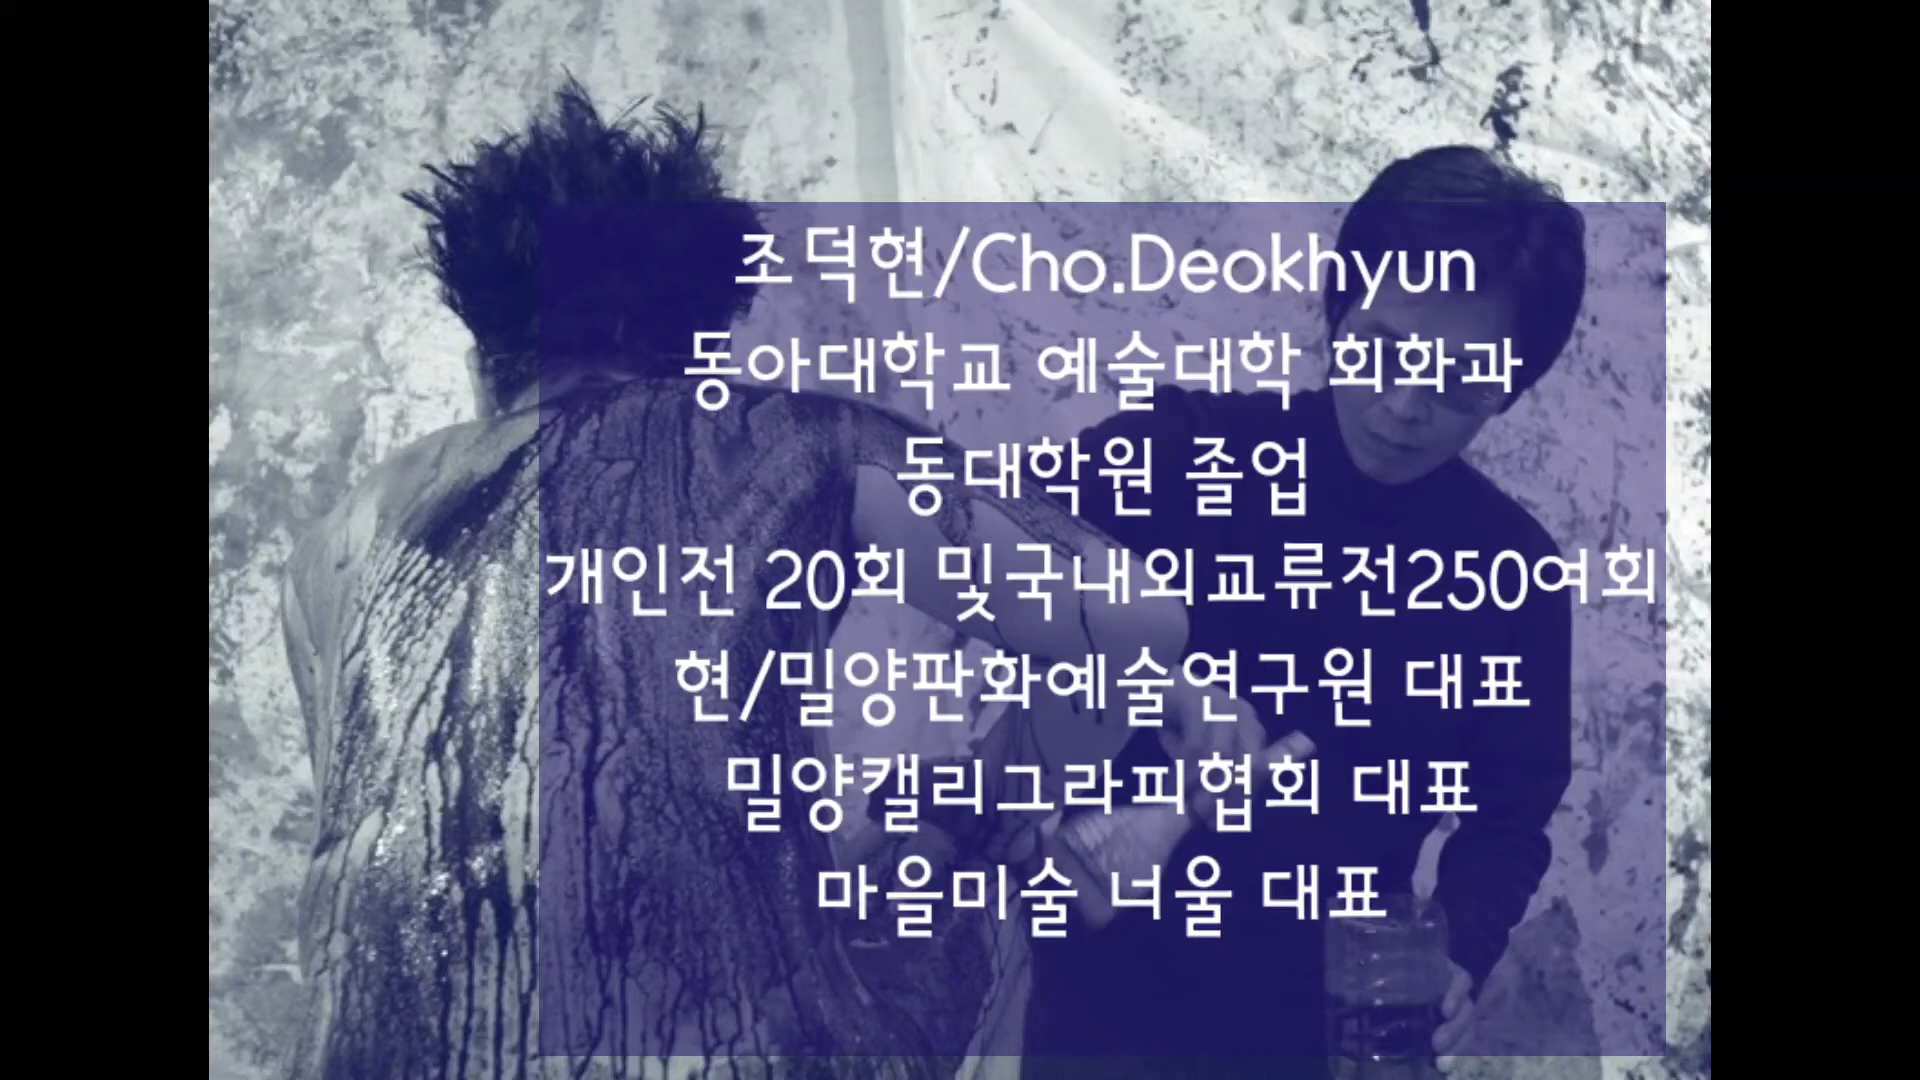 조덕현/Cho.Deokhyun
동아대학교 예술대학 회화과
동대학원 졸업
개인전 20회 및국내외교류전250여회
현/밀양판화예술연구원 대표
밀양캘리그라피협회 대표
마을미술 너울 대표